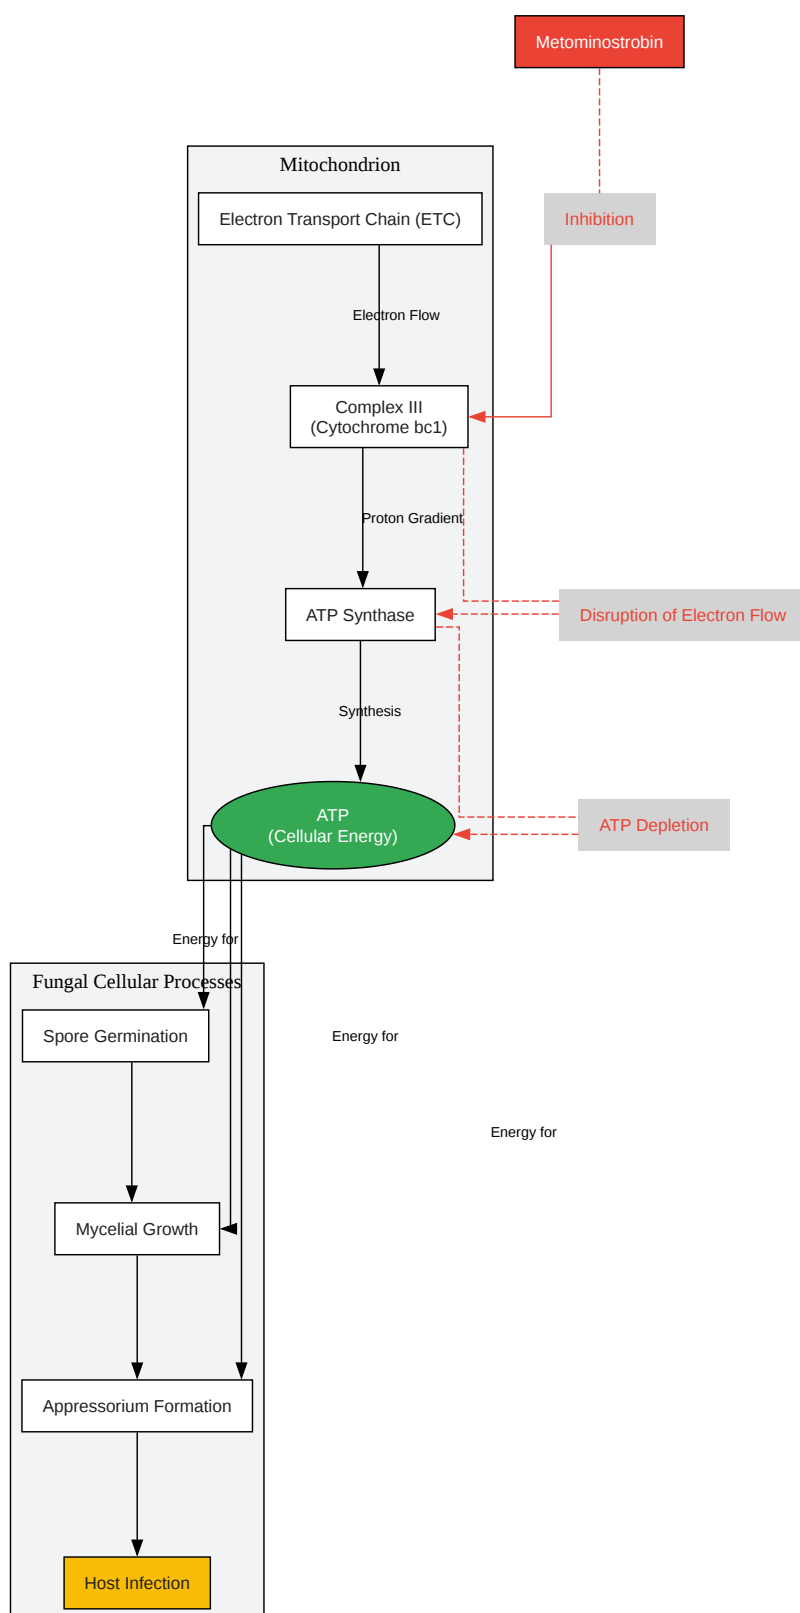 Metominostrobin
Mitochondrion
Electron Transport Chain (ETC)
Inhibition
Electron Flow
Complex III
(Cytochrome bc1)
Proton Gradient
ATP Synthase
Disruption of Electron Flow
Synthesis
ATP
(Cellular Energy)
ATP Depletion
Energy for
Fungal Cellular Processes
Spore Germination
Energy for
Energy for
Mycelial Growth
Appressorium Formation
Host Infection